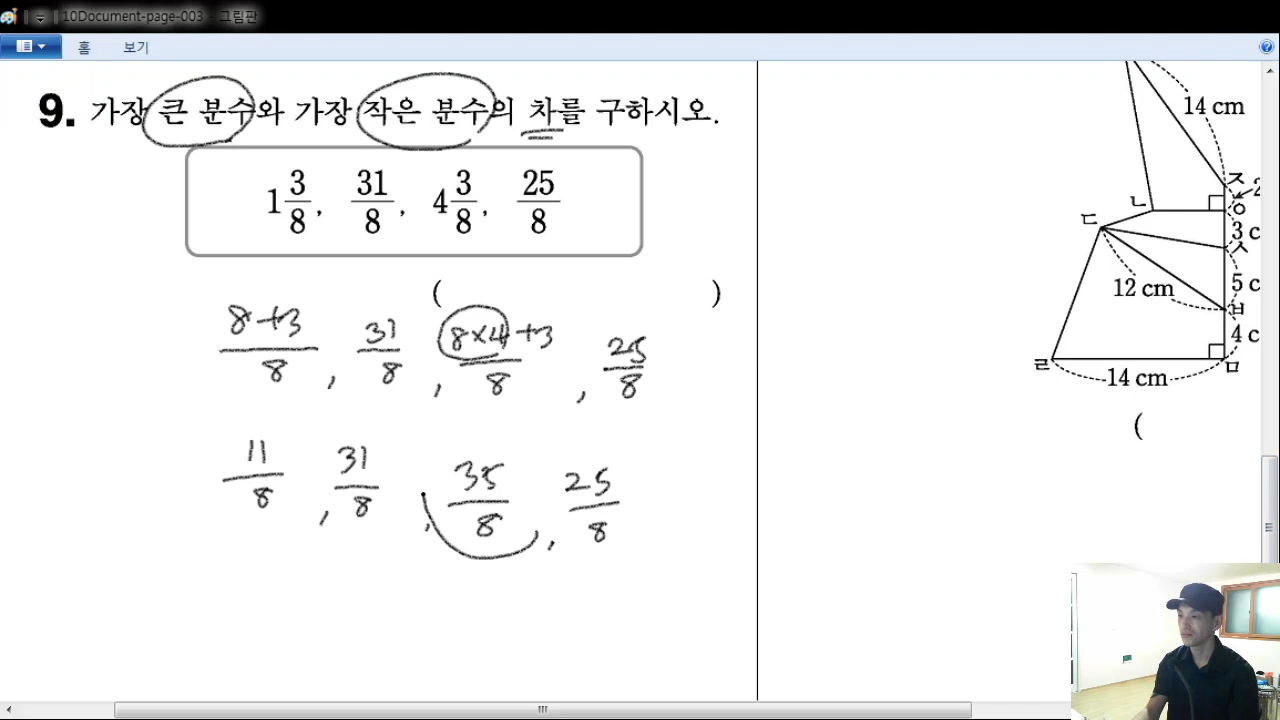 10Document-page-003 - 그림판
홈 보기
9. 가장 큰 분수와 가장 작은 분수의 차를 구하시오.
1 3/8, 31/8, 4 3/8, 25/8
( )
8+3/8, 31/8, 8×4+3/8, 25/8
11/8, 31/8, 35/8, 25/8
14 cm
ㅈ
ㄴ
ㅇ
ㄷ
3 c
ㅅ
12 cm
5 c
ㅂ
4 c
ㄹ
14 cm
ㅁ
(